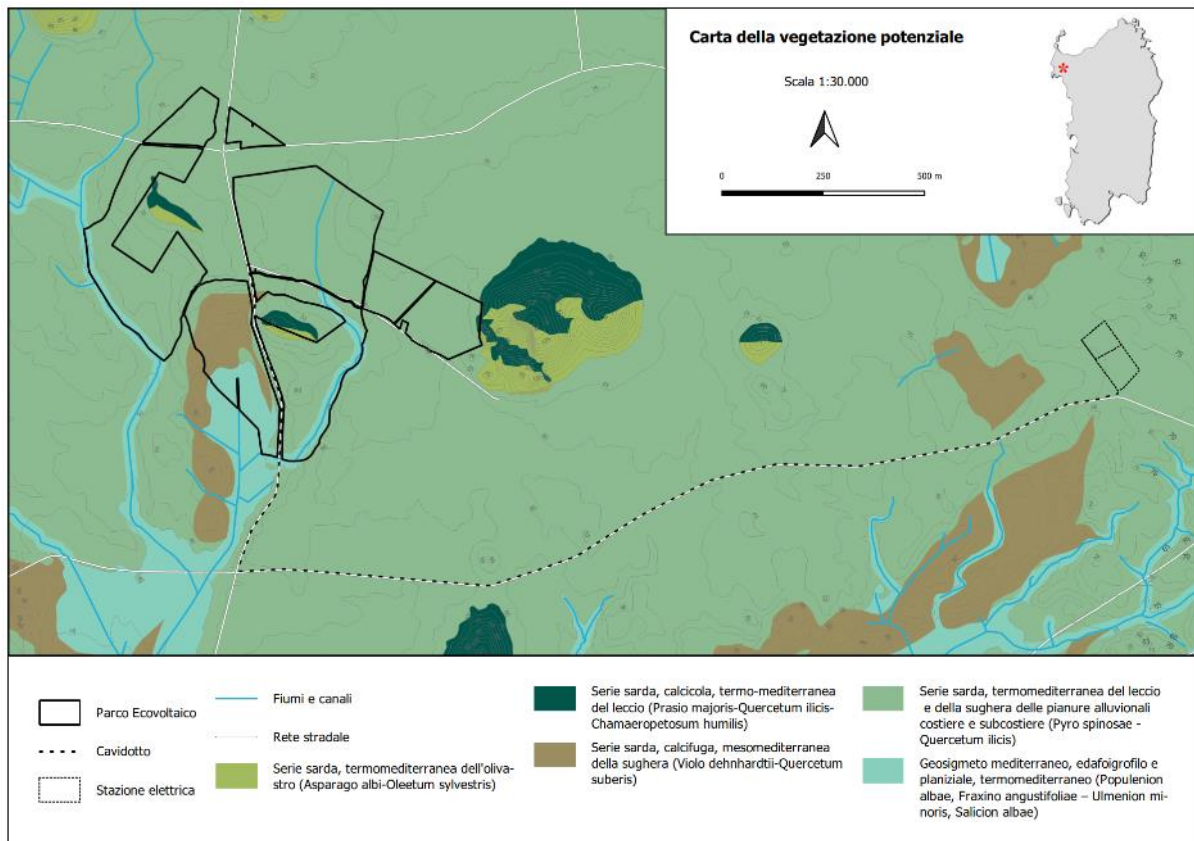 Carta della vegetazione potenziale
Scala 1:30.000
0 250 500 m
Parco Ecovoltaico
Cavidotto
Stazione elettrica
Fiumi e canali
Rete stradale
Serie sarda, termomediterranea dell'oliva-
stro (Asparago albi-Oleetum sylvestris)
Serie sarda, calcicola, termo-mediterranea
del leccio (Prasio majoris-Quercetum ilicis-
Chamaeropetosum humilis)
Serie sarda, calcifuga, mesomediterranea
della sughera (Violo dehnhardtii-Quercetum
suberis)
Serie sarda, termomediterranea del leccio
e della sughera delle pianure alluvionali
costiere e subcostiere (Pyro spinosae -
Quercetum ilicis)
Geosigmeto mediterraneo, edafoigrofilo e
planiziale, termomediterraneo (Populenion
albae, Fraxino angustifoliae – Ulmenion mi-
noris, Salicion albae)